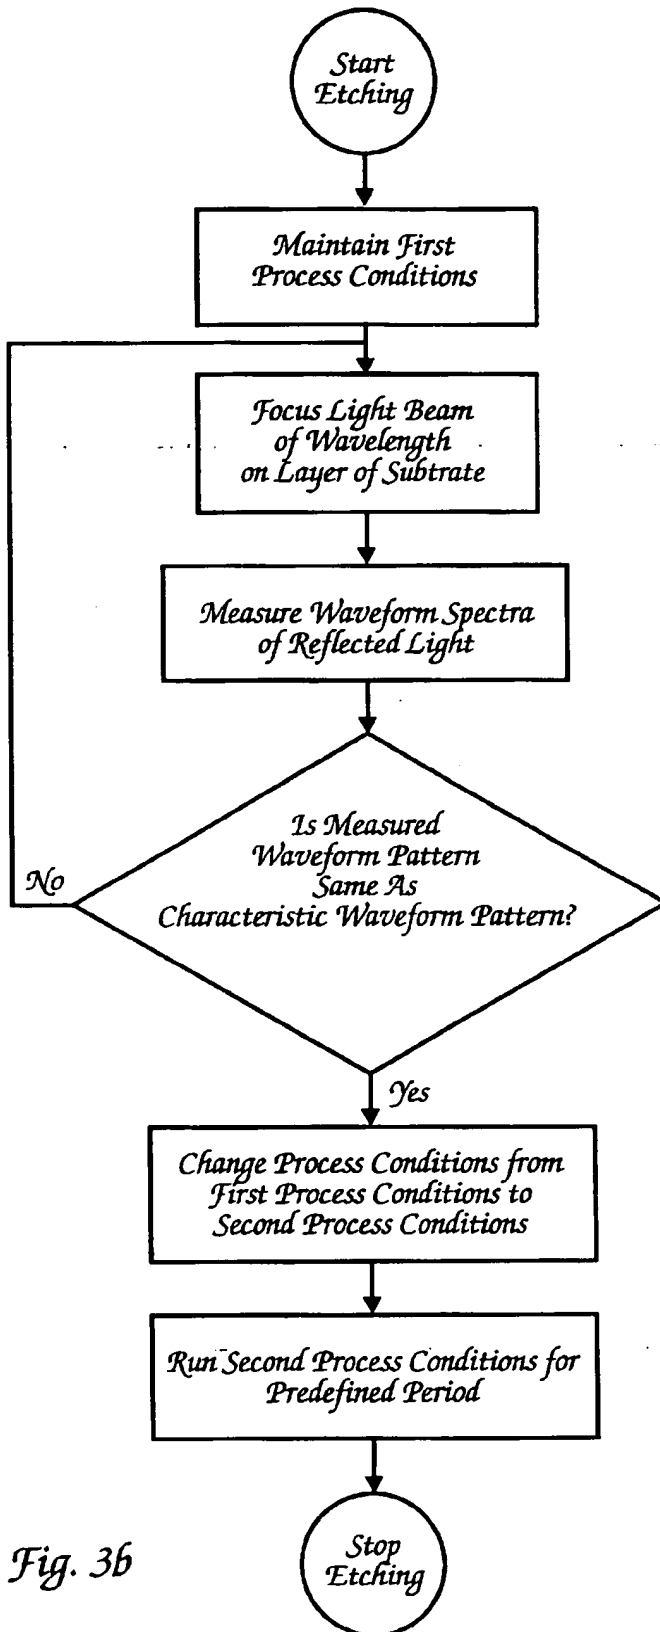 Start
Etching
Maintain First
Process Conditions
Focus Light Beam
of Wavelength
on Layer of Subtrate
Measure Waveform Spectra
of Reflected Light
Is Measured
Waveform Pattern
Same As
Characteristic Waveform Pattern?
No
Yes
Change Process Conditions from
First Process Conditions to
Second Process Conditions
Run Second Process Conditions for
Predefined Period
Stop
Etching
Fig. 3b